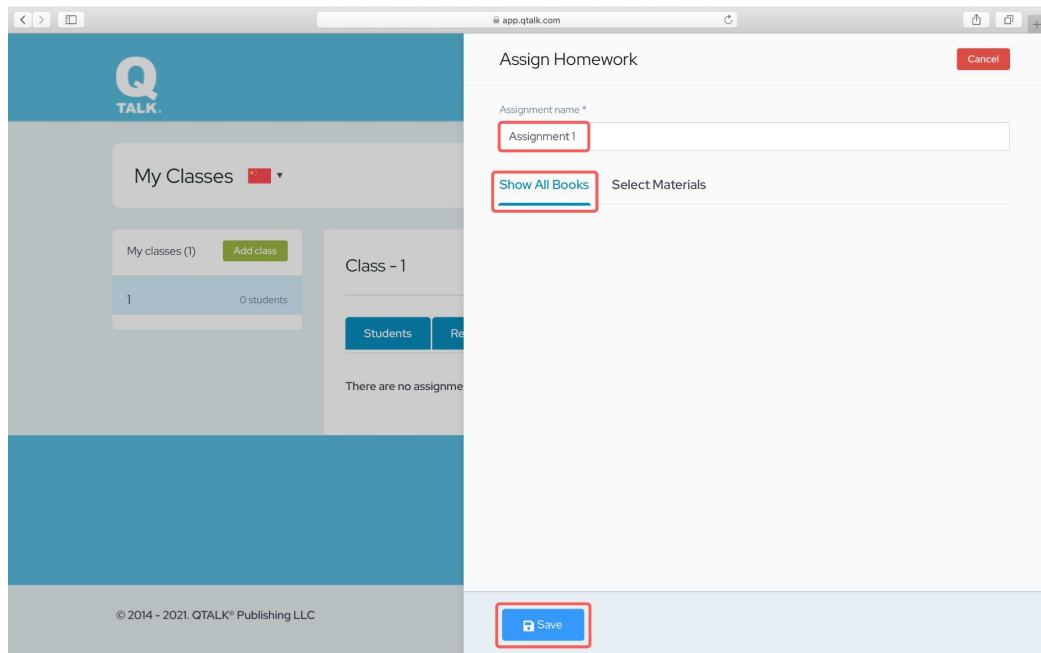 app.qtalk.com
Q
TALK.
My Classes
My classes (1)
Add class
1
0 students
Class - 1
Students
Re
There are no assignme
© 2014 - 2021. QTALK® Publishing LLC
Assign Homework
Cancel
Assignment name *
Assignment 1
Show All Books
Select Materials
Save